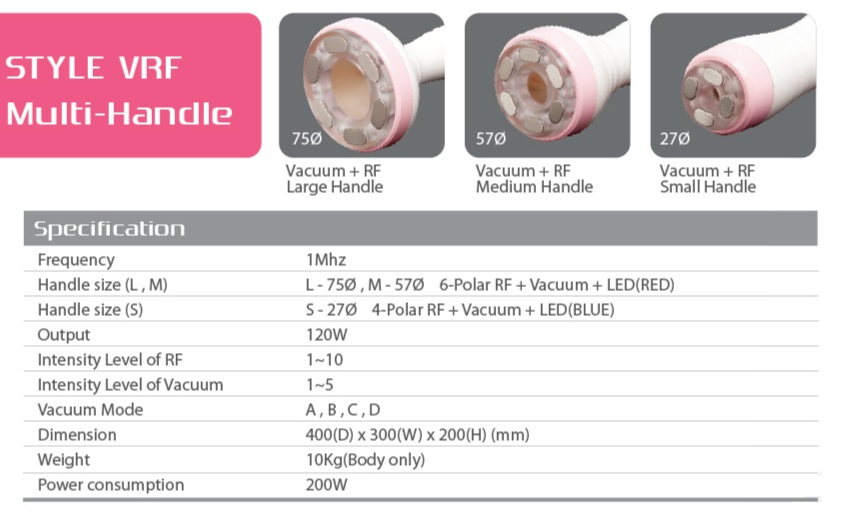 STYLE VRF
Multi-Handle
75Ø
57Ø
27Ø
Vacuum + RF
Large Handle
Vacuum + RF
Medium Handle
Vacuum + RF
Small Handle
Specification
Frequency 1Mhz
Handle size (L , M) L - 75Ø , M - 57Ø 6-Polar RF + Vacuum + LED(RED)
Handle size (S) S - 27Ø 4-Polar RF + Vacuum + LED(BLUE)
Output 120W
Intensity Level of RF 1~10
Intensity Level of Vacuum 1~5
Vacuum Mode A , B , C , D
Dimension 400(D) x 300(W) x 200(H) (mm)
Weight 10Kg(Body only)
Power consumption 200W